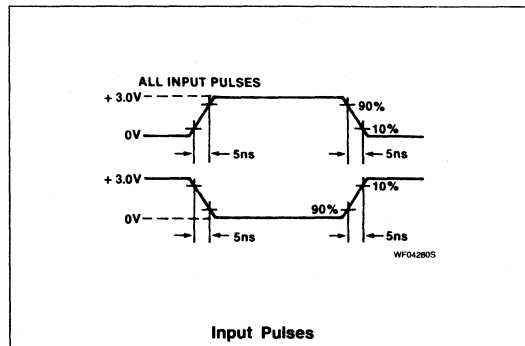 ALL INPUT PULSES
+ 3.0V
90%
0V
10%
5ns
5ns
+ 3.0V
10%
0V
90%
5ns
5ns
WF04280S
Input Pulses